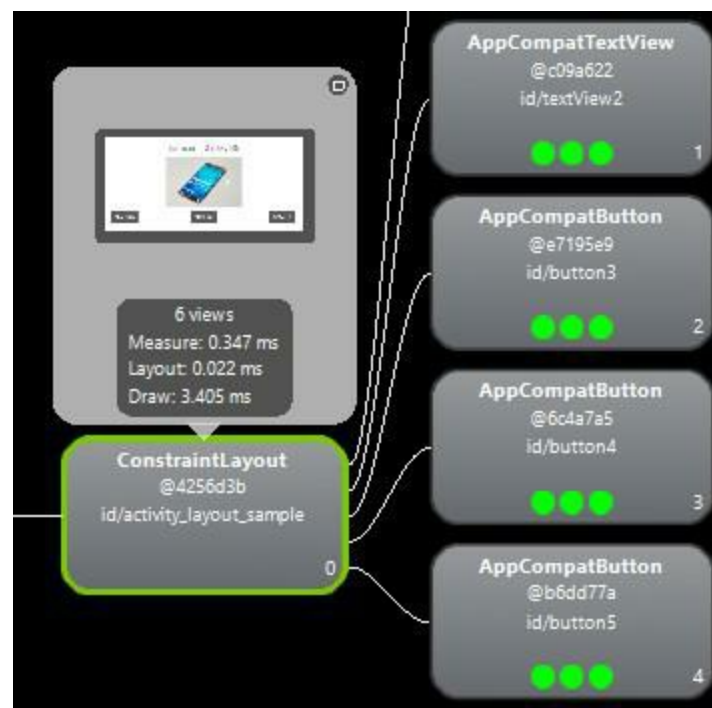 6 views
Measure: 0.347 ms
Layout: 0.022 ms
Draw: 3.405 ms
ConstraintLayout
@4256d3b
id/activity_layout_sample
0
AppCompatTextView
@c09a622
id/textView2
1
AppCompatButton
@e7195e9
id/button3
2
AppCompatButton
@6c4a7a5
id/button4
3
AppCompatButton
@b6dd77a
id/button5
4